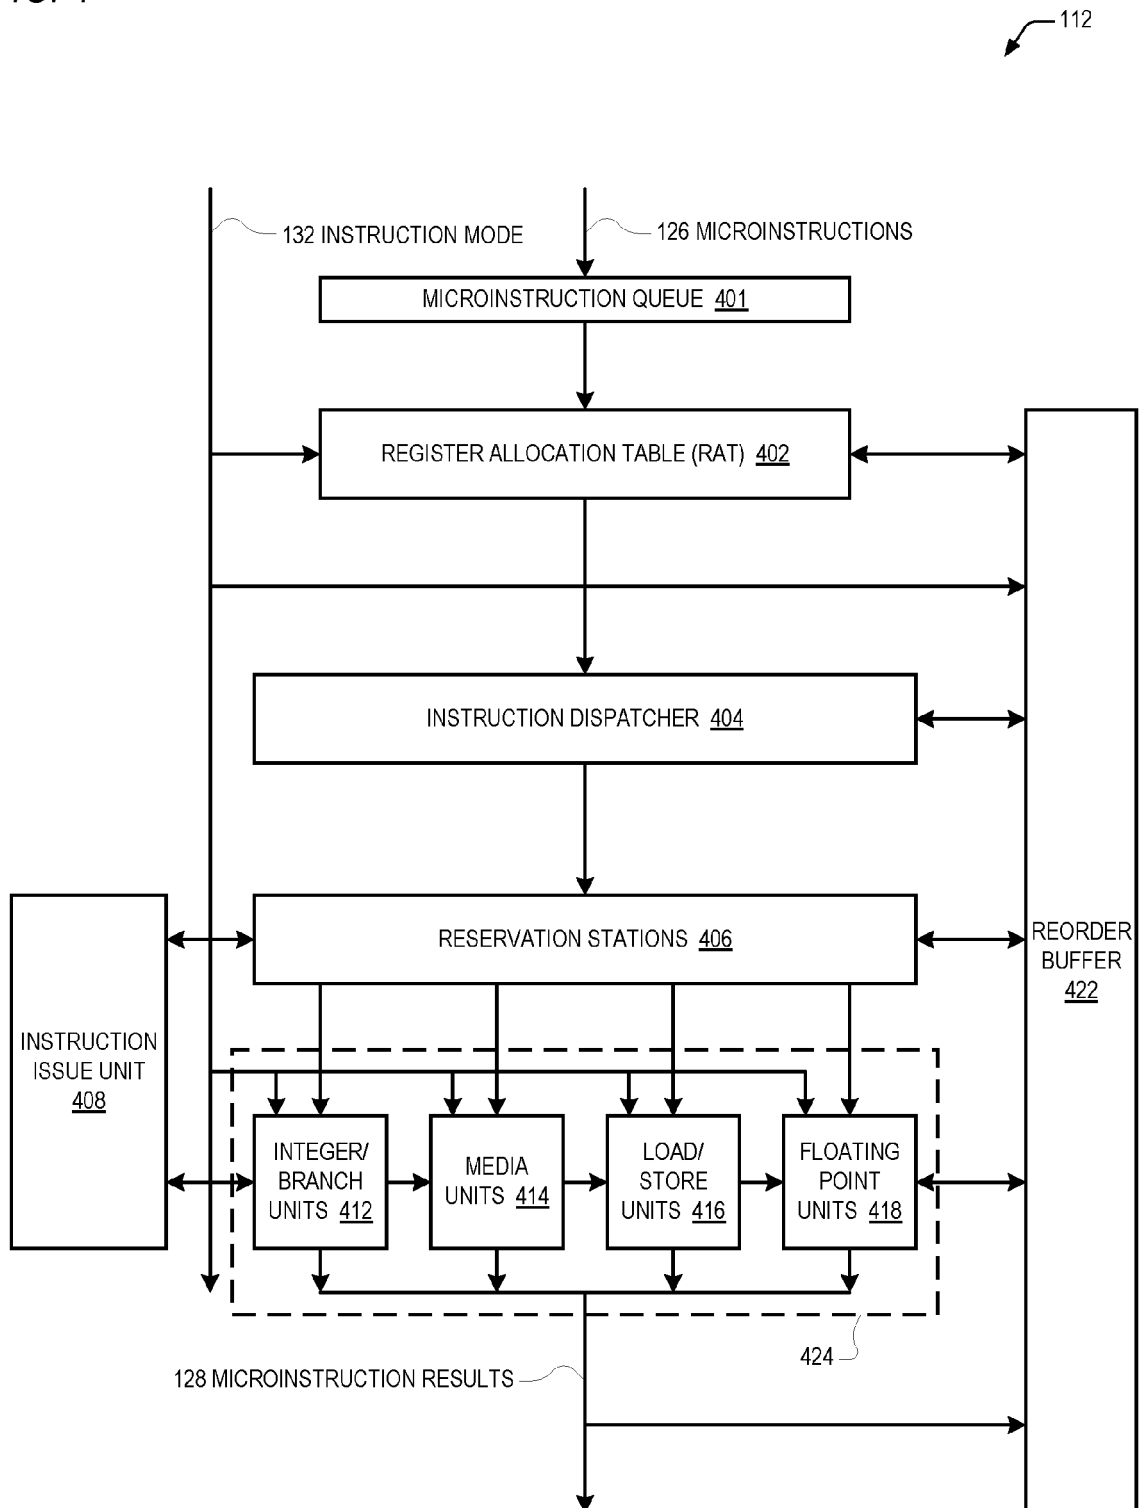 112
132 INSTRUCTION MODE
126 MICROINSTRUCTIONS
MICROINSTRUCTION QUEUE 401
REGISTER ALLOCATION TABLE (RAT) 402
INSTRUCTION DISPATCHER 404
RESERVATION STATIONS 406
REORDER
BUFFER
422
INSTRUCTION
ISSUE UNIT
408
INTEGER/
BRANCH
UNITS 412
MEDIA
UNITS 414
LOAD/
STORE
UNITS 416
FLOATING
POINT
UNITS 418
424
128 MICROINSTRUCTION RESULTS